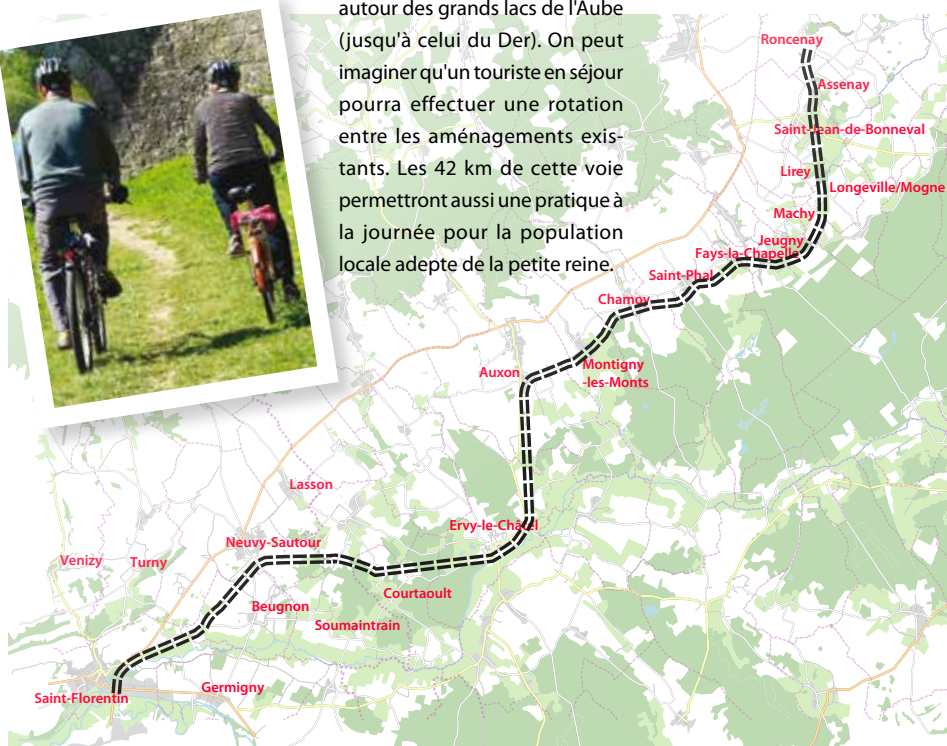 autour des grands lacs de l'Aube
(jusqu'à celui du Der). On peut
imaginer qu'un touriste en séjour
pourra effectuer une rotation
entre les aménagements exis-
tants. Les 42 km de cette voie
permettront aussi une pratique à
la journée pour la population
locale adepte de la petite reine.
Roncenay
Assenay
Saint-Jean-de-Bonneval
Lirey
Longeville/Mogne
Machy
Jeugny
Fays-la-Chapelle
Saint-Phal
Chamoy
Montigny
-les-Monts
Auxon
Lasson
Ervy-le-Châtel
Neuvy-Sautour
Venizy
Turny
Courtaoult
Beugnon
Soumaintrain
Germigny
Saint-Florentin